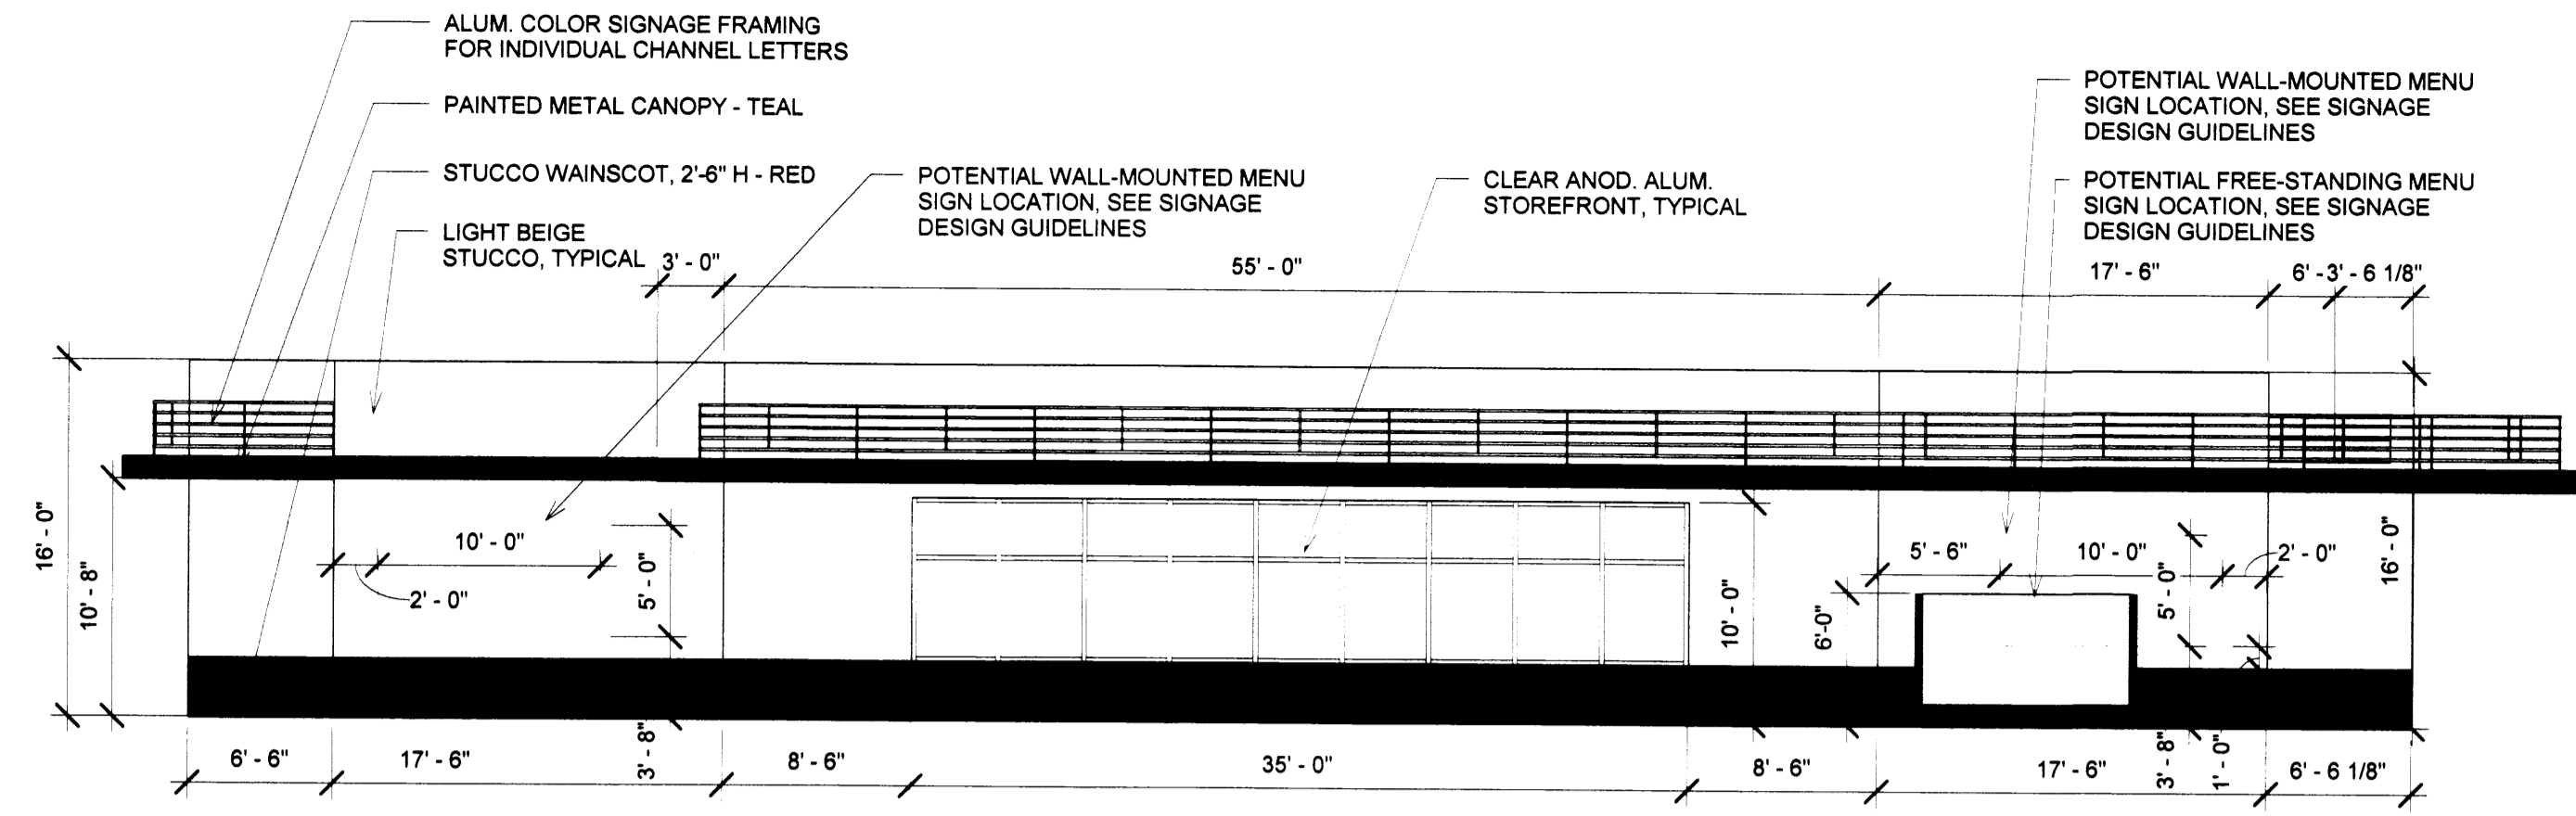 ALUM. COLOR SIGNAGE FRAMING
FOR INDIVIDUAL CHANNEL LETTERS
PAINTED METAL CANOPY - TEAL
STUCCO WAINSCOT, 2'-6" H - RED
LIGHT BEIGE
STUCCO, TYPICAL
POTENTIAL WALL-MOUNTED MENU
SIGN LOCATION, SEE SIGNAGE
DESIGN GUIDELINES
CLEAR ANOD. ALUM.
STOREFRONT, TYPICAL
POTENTIAL WALL-MOUNTED MENU
SIGN LOCATION, SEE SIGNAGE
DESIGN GUIDELINES
POTENTIAL FREE-STANDING MENU
SIGN LOCATION, SEE SIGNAGE
DESIGN GUIDELINES
3' - 0"
55' - 0"
17' - 6"
6' - 3' - 6 1/8"
16' - 0"
10' - 8"
10' - 0"
2' - 0"
5' - 0"
10' - 0"
6'-0"
5' - 6"
10' - 0"
5' - 0"
2' - 0"
16' - 0"
6' - 6"
17' - 6"
3' - 8"
8' - 6"
35' - 0"
8' - 6"
17' - 6"
3' - 8"
1' - 0"
6' - 6 1/8"